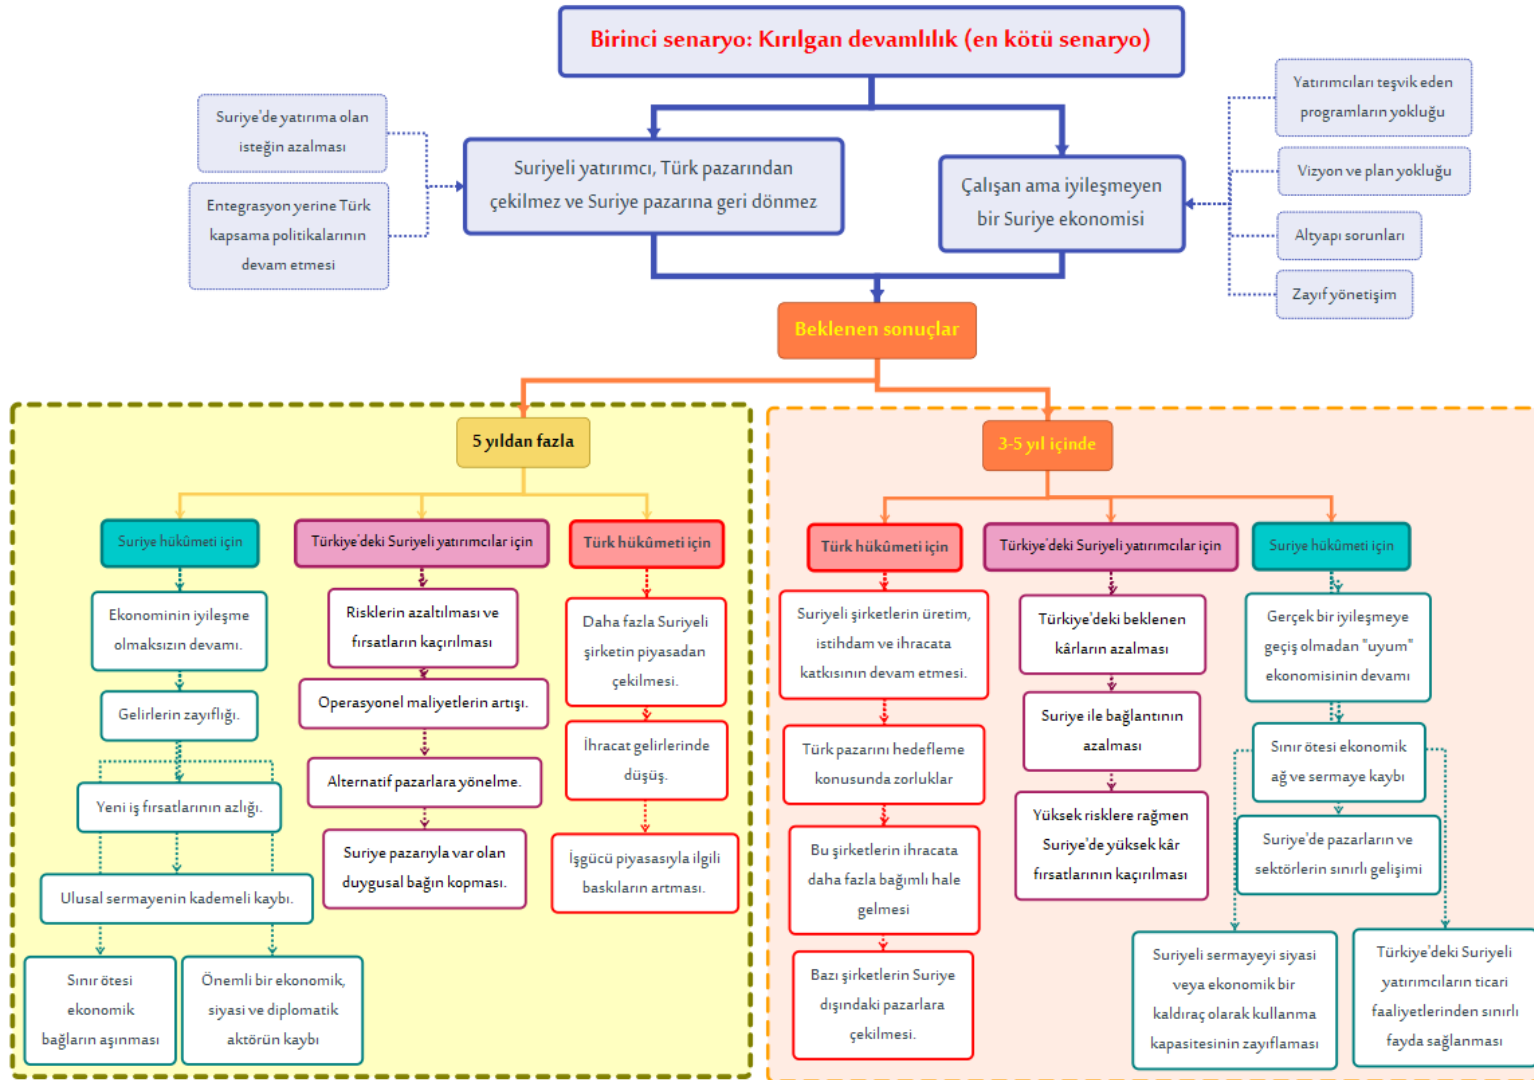 Birinci senaryo: Kırılgan devamlılık (en kötü senaryo)
Suriye'de yatırıma olan
isteğin azalması
Entegrasyon yerine Türk
kapsama politikalarının
devam etmesi
Suriyeli yatırımcı, Türk pazarından
çekilmez ve Suriye pazarına geri dönmez
Çalışan ama iyileşmeyen
bir Suriye ekonomisi
Yatırımcıları teşvik eden
programların yokluğu
Vizyon ve plan yokluğu
Altyapı sorunları
Zayıf yönetişim
Beklenen sonuçlar
5 yıldan fazla
Suriye hükûmeti için
Ekonominin iyileşme
olmaksızın devamı.
Gelirlerin zayıflığı.
Yeni iş fırsatlarının azlığı.
Ulusal sermayenin kademeli kaybı.
Sınır ötesi
ekonomik
bağların aşınması
Önemli bir ekonomik,
siyasi ve diplomatik
aktörün kaybı
Türkiye'deki Suriyeli yatırımcılar için
Risklerin azaltılması ve
fırsatların kaçırılması
Operasyonel maliyetlerin artışı.
Alternatif pazarlara yönelme.
Suriye pazarıyla var olan
duygusal bağın kopması.
Türk hükûmeti için
Daha fazla Suriyeli
şirketin piyasadan
çekilmesi.
İhracat gelirlerinde
düşüş.
İşgücü piyasasıyla ilgili
baskıların artması.
3-5 yıl içinde
Türk hükûmeti için
Suriyeli şirketlerin üretim,
istihdam ve ihracata
katkısının devam etmesi.
Türk pazarını hedefleme
konusunda zorluklar
Bu şirketlerin ihracata
daha fazla bağımlı hale
gelmesi
Bazı şirketlerin Suriye
dışındaki pazarlara
çekilmesi.
Türkiye'deki Suriyeli yatırımcılar için
Türkiye'deki beklenen
kârların azalması
Suriye ile bağlantının
azalması
Yüksek risklere rağmen
Suriye'de yüksek kâr
fırsatlarının kaçırılması
Suriye hükûmeti için
Gerçek bir iyileşmeye
geçiş olmadan "uyum"
ekonomisinin devamı
Sınır ötesi ekonomik
ağ ve sermaye kaybı
Suriye'de pazarların ve
sektörlerin sınırlı gelişimi
Suriyeli sermayeyi siyasi
veya ekonomik bir
kaldıraç olarak kullanma
kapasitesinin zayıflaması
Türkiye'deki Suriyeli
yatırımcıların ticari
faaliyetlerinden sınırlı
fayda sağlanması